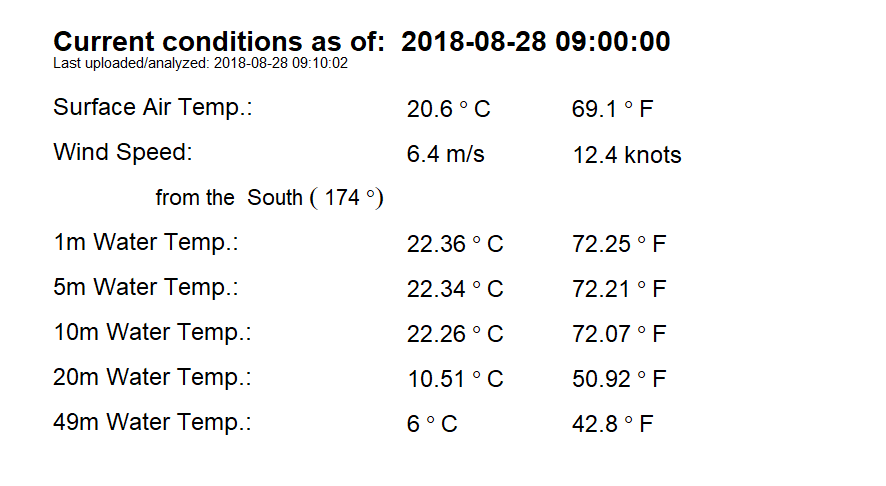 Current conditions as of: 2018-08-28 09:00:00
Last uploaded/analyzed: 2018-08-28 09:10:02
Surface Air Temp.: 20.6 ° C 69.1 ° F
Wind Speed: 6.4 m/s 12.4 knots
from the South ( 174 °)
1m Water Temp.: 22.36 ° C 72.25 ° F
5m Water Temp.: 22.34 ° C 72.21 ° F
10m Water Temp.: 22.26 ° C 72.07 ° F
20m Water Temp.: 10.51 ° C 50.92 ° F
49m Water Temp.: 6 ° C 42.8 ° F